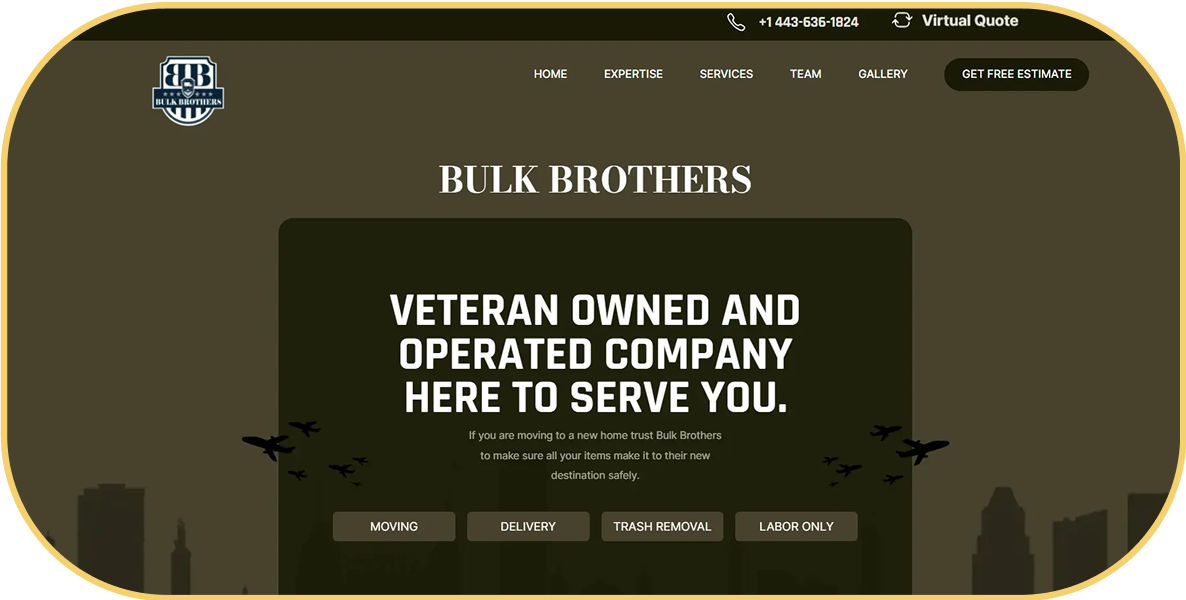 +1 443-636-1824
Virtual Quote
BULK BROTHERS
HOME
EXPERTISE
SERVICES
TEAM
GALLERY
GET FREE ESTIMATE
BULK BROTHERS
VETERAN OWNED AND
OPERATED COMPANY
HERE TO SERVE YOU.
If you are moving to a new home trust Bulk Brothers
to make sure all your items make it to their new
destination safely.
MOVING
DELIVERY
TRASH REMOVAL
LABOR ONLY